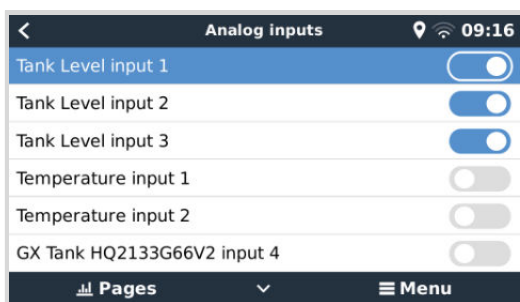 Analog inputs 09:16
Tank Level input 1
Tank Level input 2
Tank Level input 3
Temperature input 1
Temperature input 2
GX Tank HQ2133G66V2 input 4
Pages Menu